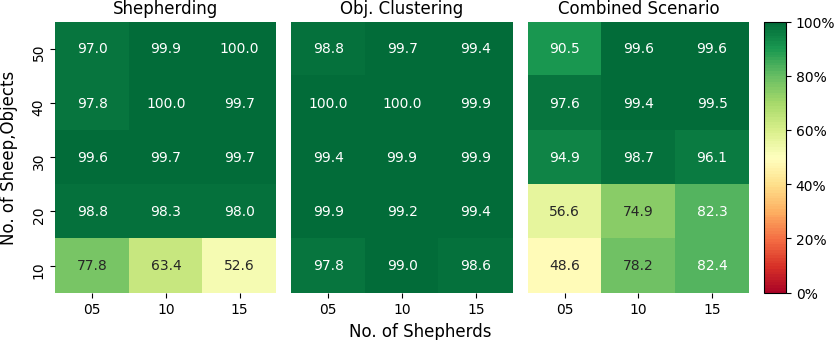 Shepherding Obj. Clustering Combined Scenario
No. of Sheep,Objects
50 97.0 99.9 100.0 98.8 99.7 99.4 90.5 99.6 99.6 100%
40 97.8 100.0 99.7 100.0 100.0 99.9 97.6 99.4 99.5 80%
30 99.6 99.7 99.7 99.4 99.9 99.9 94.9 98.7 96.1 60%
20 98.8 98.3 98.0 99.9 99.2 99.4 56.6 74.9 82.3 40%
10 77.8 63.4 52.6 97.8 99.0 98.6 48.6 78.2 82.4 20%
0%
05 10 15 05 10 15 05 10 15
No. of Shepherds